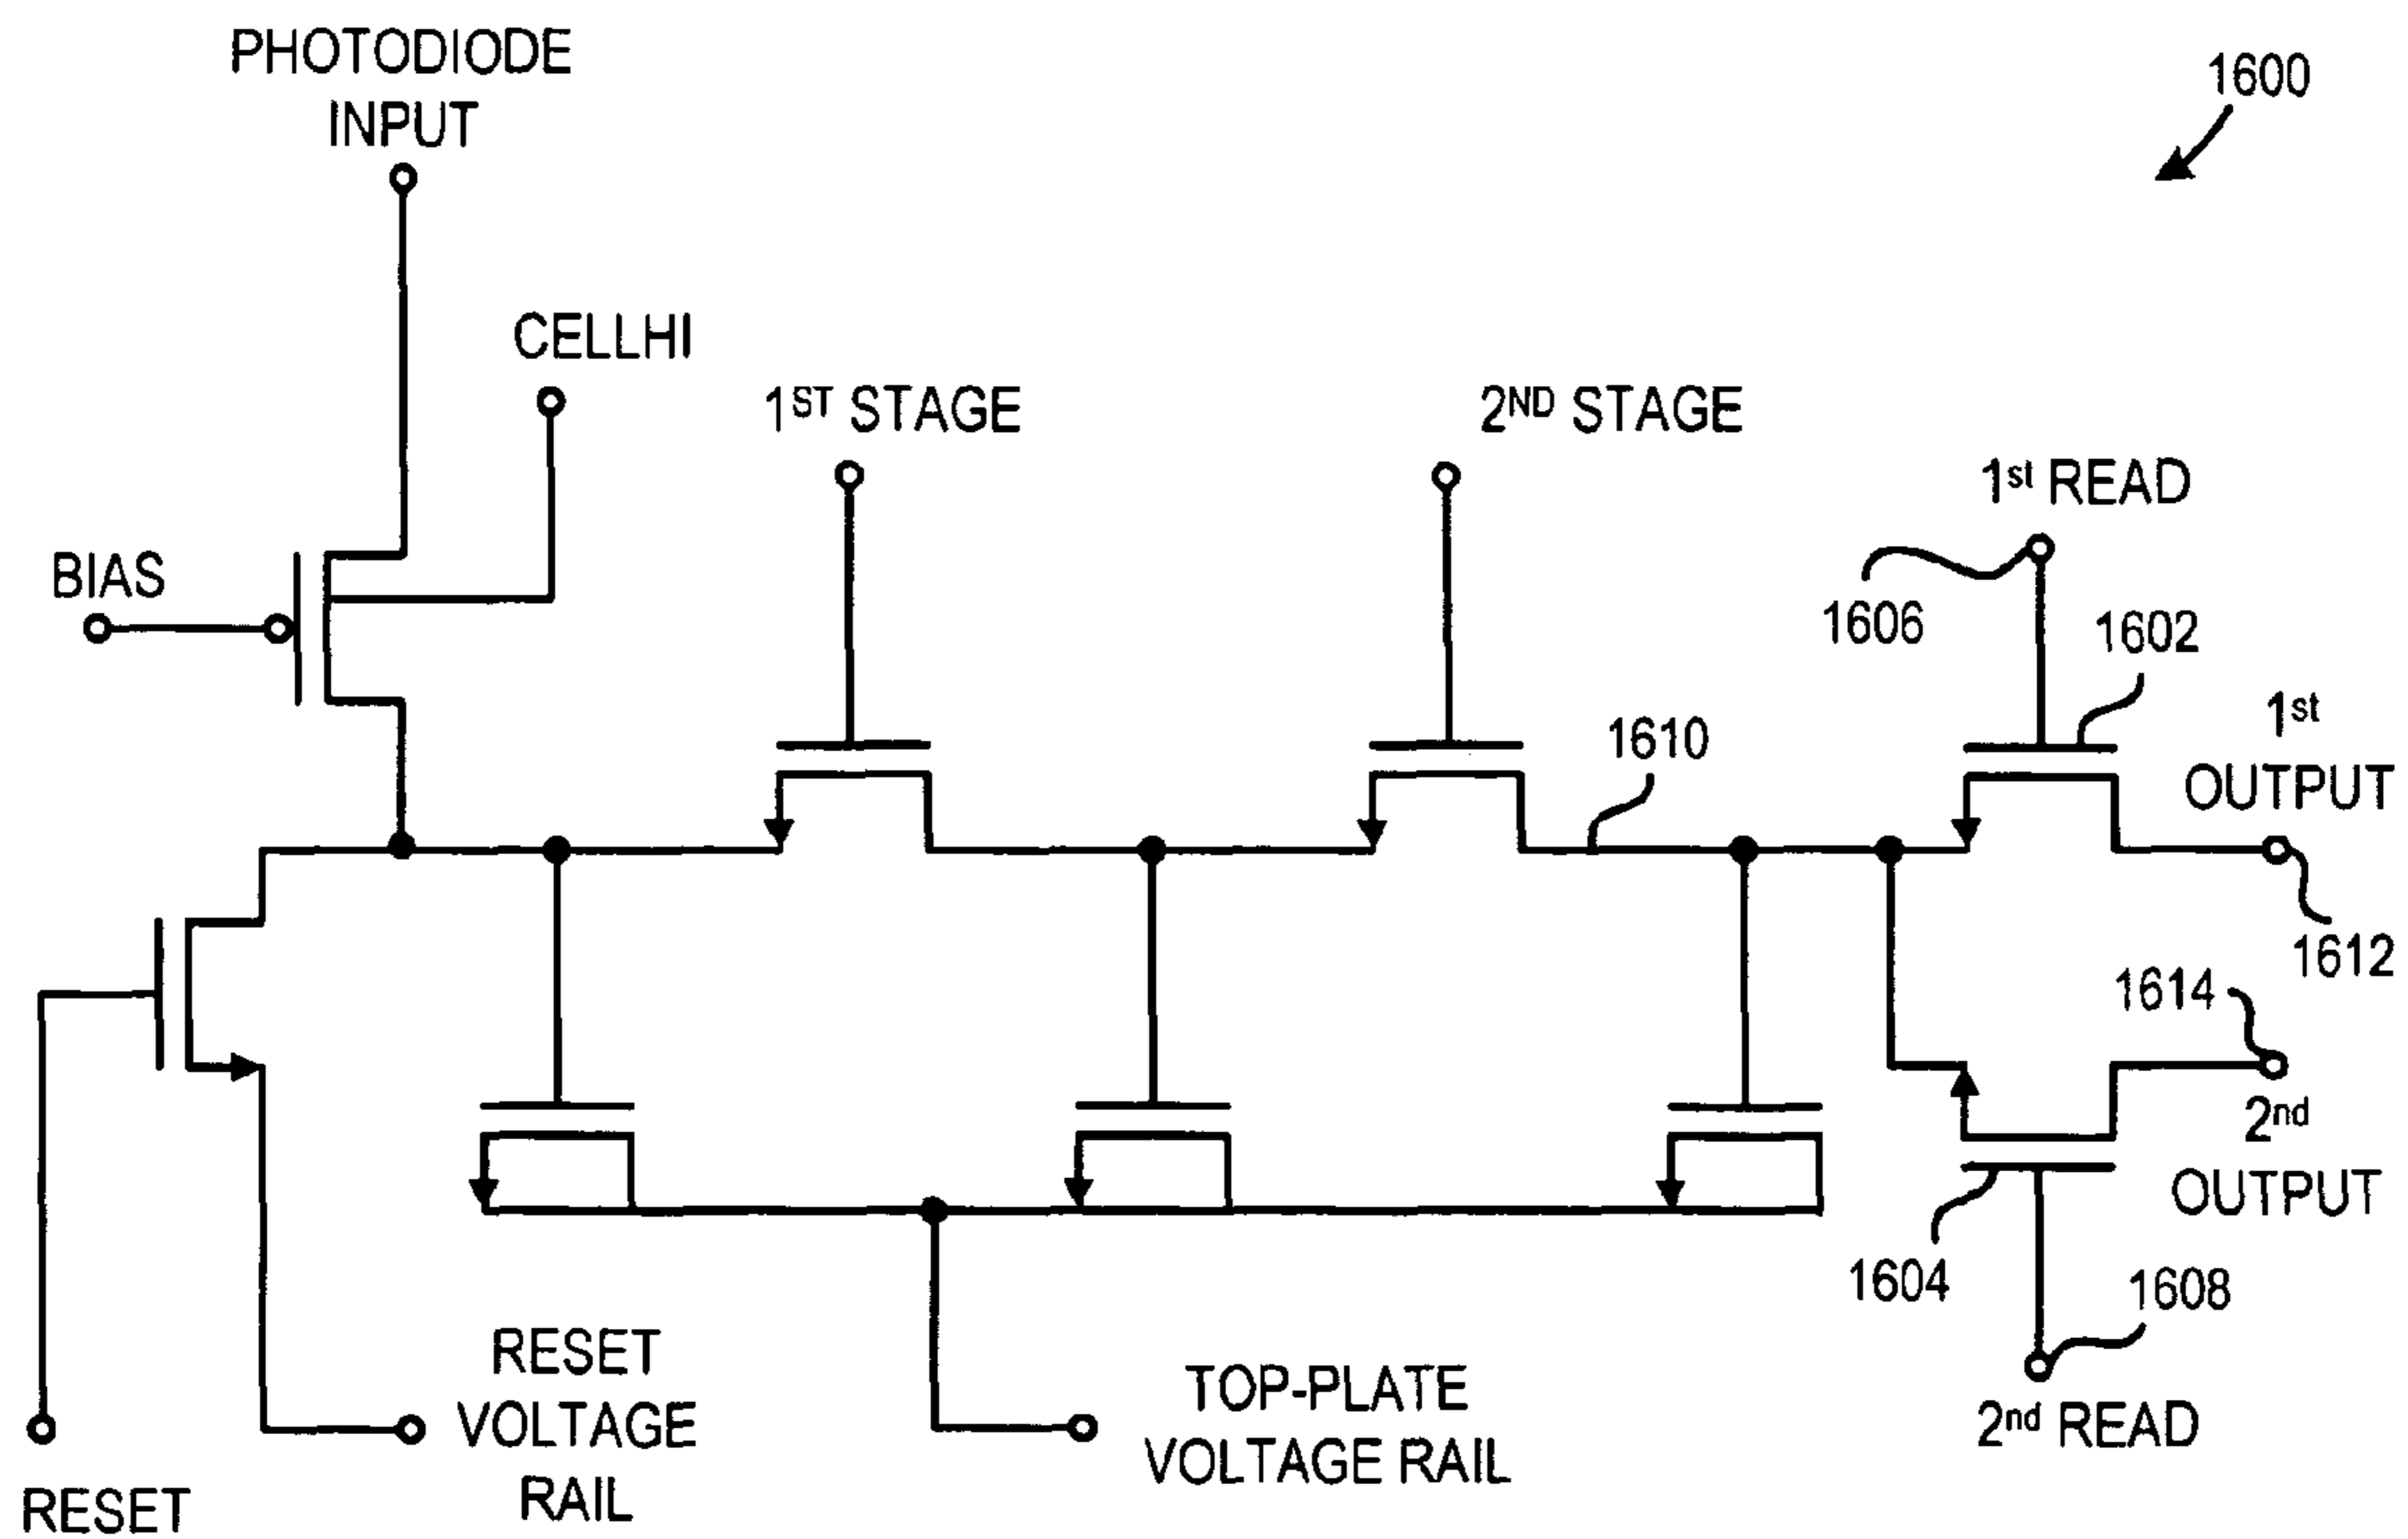 PHOTODIODE
INPUT
1600
CELLHI
1ST STAGE
2ND STAGE
1st READ
BIAS
1606
1602
1610
1st
OUTPUT
1612
1614
2nd
OUTPUT
1604
1608
2nd READ
RESET
VOLTAGE
RAIL
TOP-PLATE
VOLTAGE RAIL
RESET